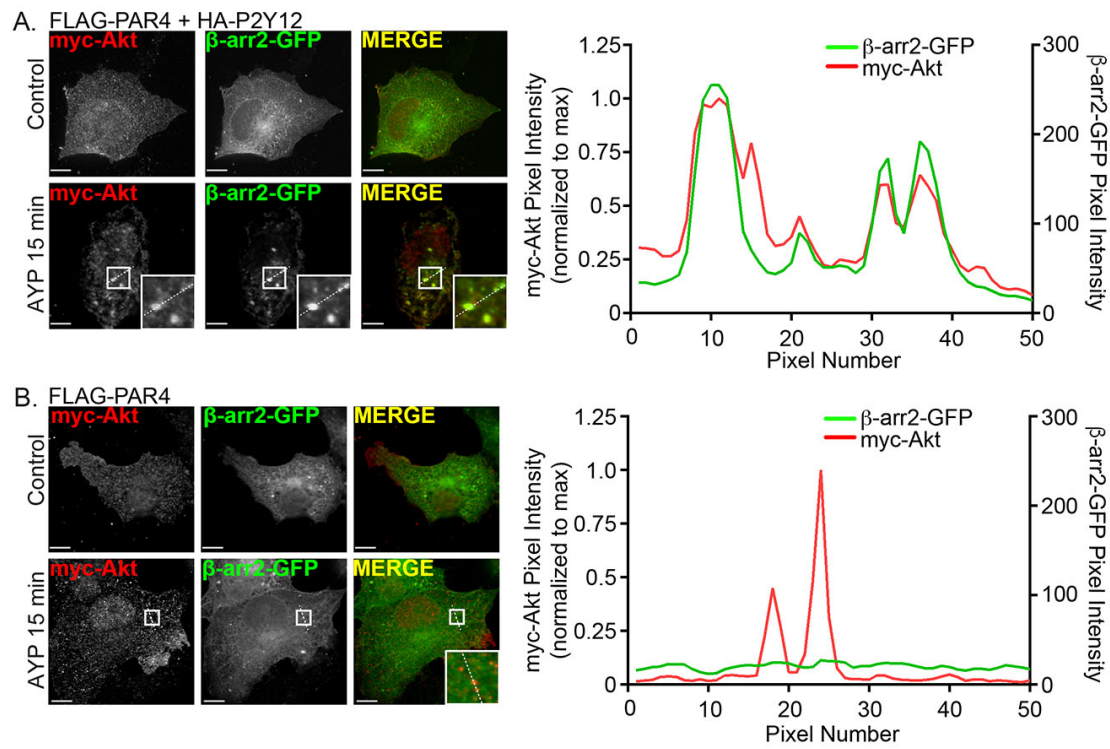 A. FLAG-PAR4 + HA-P2Y12
myc-Akt β-arr2-GFP MERGE
Control
myc-Akt β-arr2-GFP MERGE
AYP 15 min
β-arr2-GFP
myc-Akt
myc-Akt Pixel Intensity
(normalized to max)
1.25
1.0
0.75
0.5
0.25
0
300
200
100
0
β-arr2-GFP Pixel Intensity
0 10 20 30 40 50
Pixel Number
B. FLAG-PAR4
myc-Akt β-arr2-GFP MERGE
Control
myc-Akt β-arr2-GFP MERGE
AYP 15 min
β-arr2-GFP
myc-Akt
myc-Akt Pixel Intensity
(normalized to max)
1.25
1.0
0.75
0.5
0.25
0
300
200
100
0
β-arr2-GFP Pixel Intensity
0 10 20 30 40 50
Pixel Number